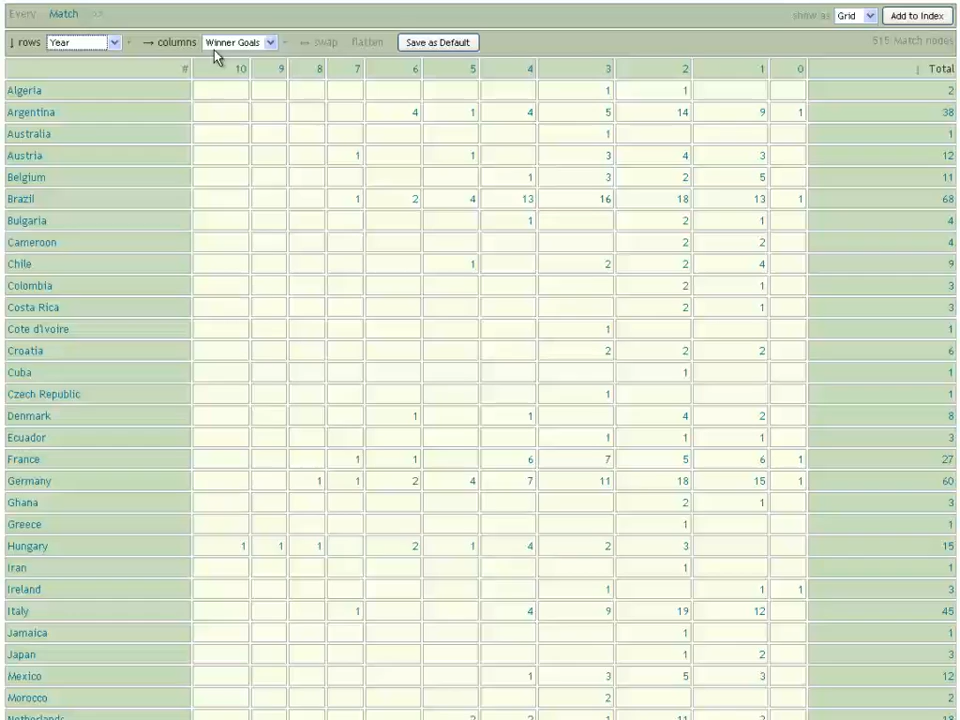 Every Match >> show as Grid Add to Index
↓ rows Year → columns Winner Goals ↔ swap flatten Save as Default 515 Match nodes
# 10 9 8 7 6 5 4 3 2 1 0 ↓ Total
Algeria 1 1 2
Argentina 4 1 4 5 14 9 1 38
Australia 1 1
Austria 1 1 3 4 3 12
Belgium 1 3 2 5 11
Brazil 1 2 4 13 16 18 13 1 68
Bulgaria 1 2 1 4
Cameroon 2 2 4
Chile 1 2 2 4 9
Colombia 2 1 3
Costa Rica 2 1 3
Cote d'Ivoire 1 1
Croatia 2 2 2 6
Cuba 1 1
Czech Republic 1 1
Denmark 1 1 4 2 8
Ecuador 1 1 1 3
France 1 1 6 7 5 6 1 27
Germany 1 1 2 4 7 11 18 15 1 60
Ghana 2 1 3
Greece 1 1
Hungary 1 1 1 2 1 4 2 3 15
Iran 1 1
Ireland 1 1 1 3
Italy 1 4 9 19 12 45
Jamaica 1 1
Japan 1 2 3
Mexico 1 3 5 3 12
Morocco 2 2
Netherlands 2 2 1 11 2 18